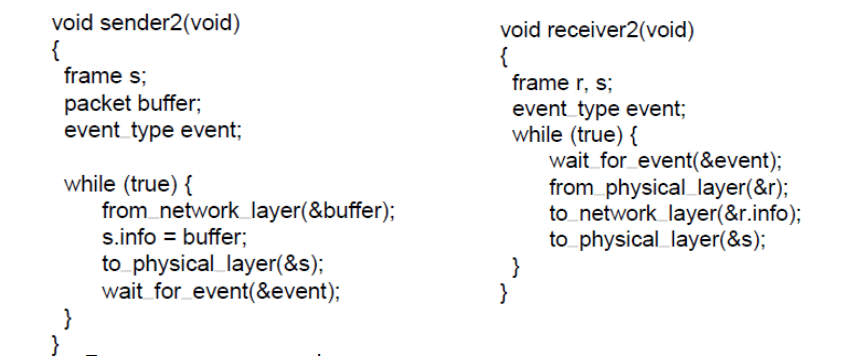 void sender2(void)
{
frame s;
packet buffer;
event_type event;
while (true) {
from_network_layer(&buffer);
s.info = buffer;
to_physical_layer(&s);
wait_for_event(&event);
}
}
void receiver2(void)
{
frame r, s;
event_type event;
while (true) {
wait_for_event(&event);
from_physical_layer(&r);
to_network_layer(&r.info);
to_physical_layer(&s);
}
}